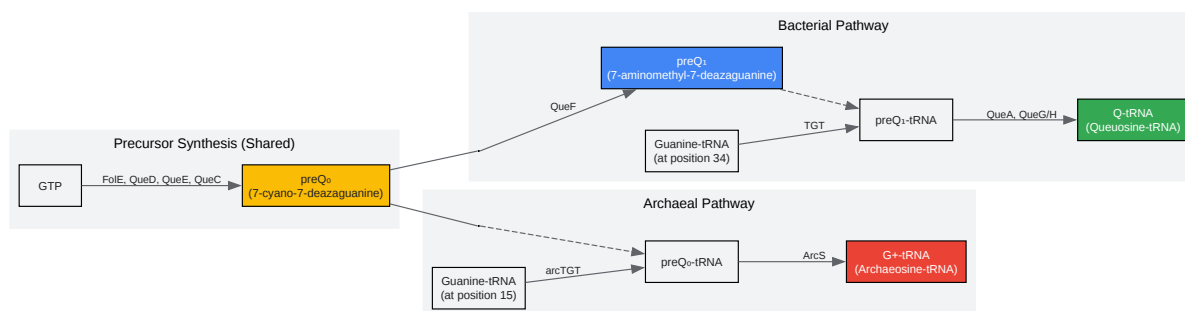 Bacterial Pathway
preQ₁
(7-aminomethyl-7-deazaguanine)
QueF
TGT
preQ₁-tRNA
QueA, QueG/H
Q-tRNA
(Queuosine-tRNA)
Guanine-tRNA
(at position 34)
Precursor Synthesis (Shared)
GTP
FolE, QueD, QueE, QueC
preQ₀
(7-cyano-7-deazaguanine)
Archaeal Pathway
preQ₀-tRNA
ArcS
G+-tRNA
(Archaeosine-tRNA)
arcTGT
Guanine-tRNA
(at position 15)